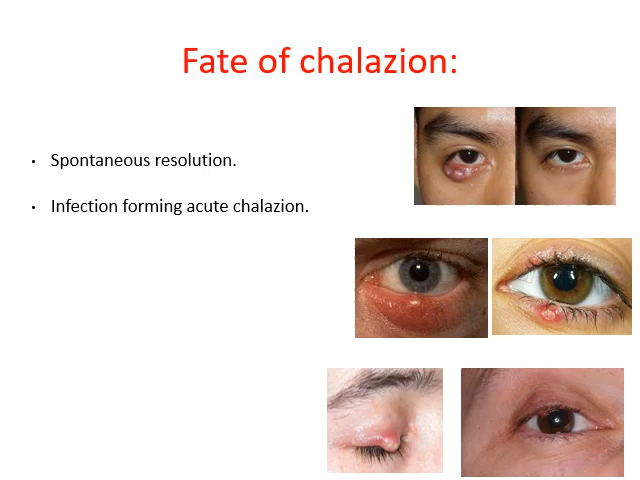 Fate of chalazion:
• Spontaneous resolution.
• Infection forming acute chalazion.